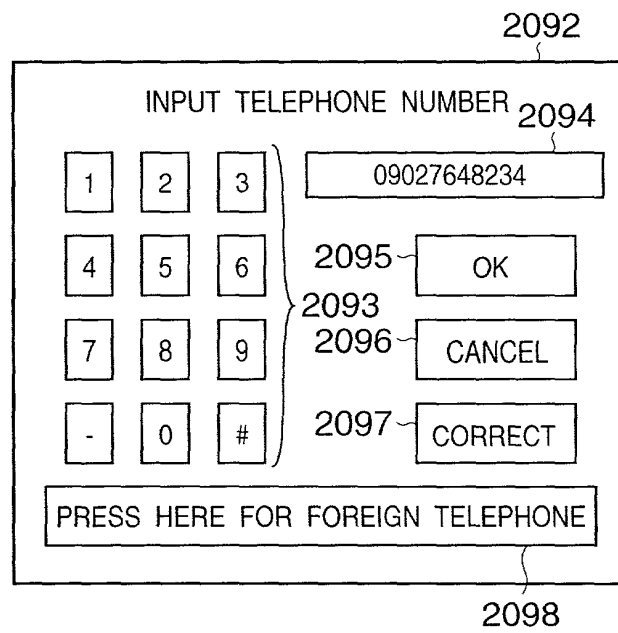 2092
INPUT TELEPHONE NUMBER
2094
1 2 3
09027648234
4 5 6
2095
OK
2093
7 8 9
2096
CANCEL
- 0 #
2097
CORRECT
PRESS HERE FOR FOREIGN TELEPHONE
2098